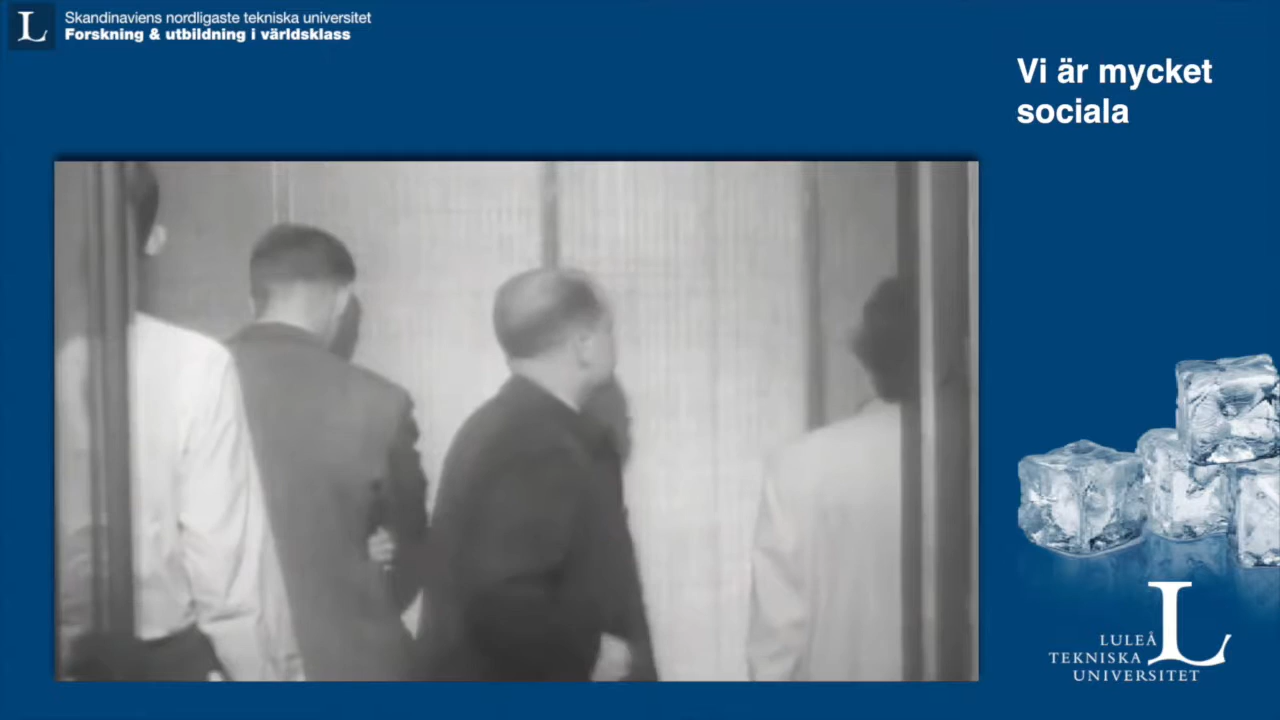 L
Skandinaviens nordligaste tekniska universitet
Forskning & utbildning i världsklass
Vi är mycket
sociala
L
LULEÅ
TEKNISKA
UNIVERSITET